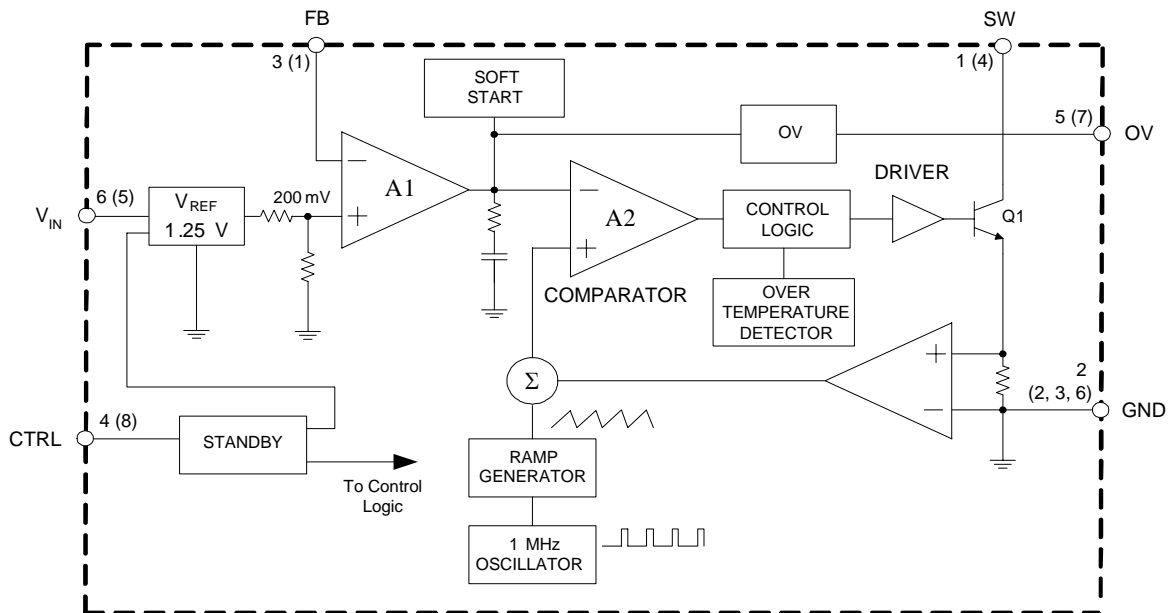 FB
SW
3 (1)
1 (4)
SOFT
START
5 (7)
OV
OV
A1
DRIVER
6 (5)
VIN
VREF
1.25 V
200 mV
A2
CONTROL
LOGIC
Q1
COMPARATOR
OVER
TEMPERATURE
DETECTOR
Σ
2
(2, 3, 6)
GND
4 (8)
CTRL
STANDBY
RAMP
GENERATOR
To Control
Logic
1 MHz
OSCILLATOR